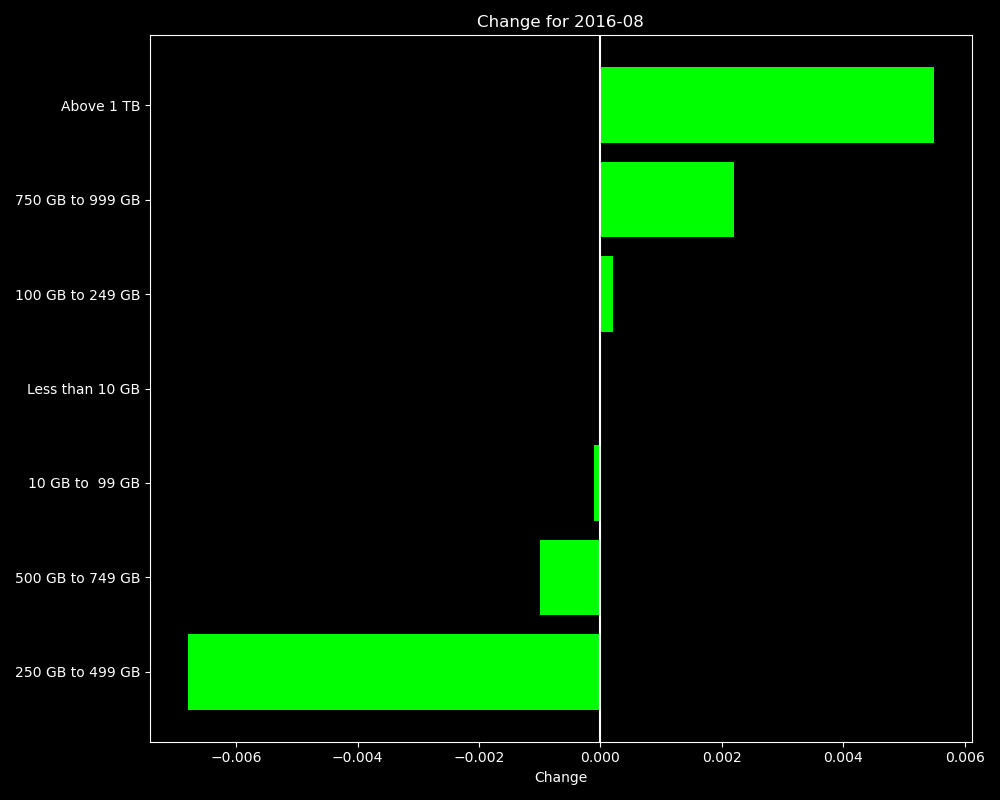 Change for 2016-08
Above 1 TB
750 GB to 999 GB
100 GB to 249 GB
Less than 10 GB
10 GB to  99 GB
500 GB to 749 GB
250 GB to 499 GB
−0.006 −0.004 −0.002 0.000 0.002 0.004 0.006
Change